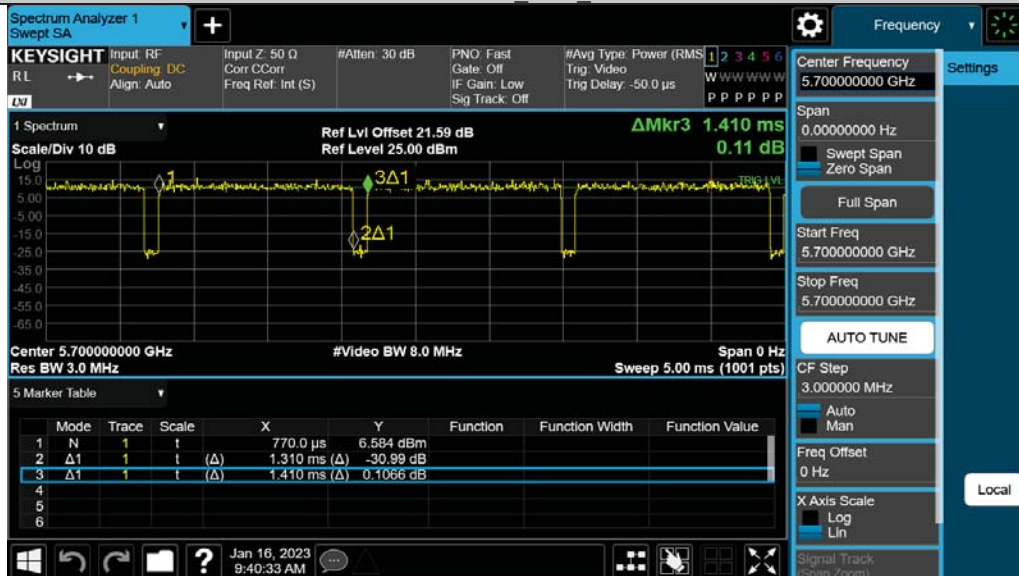 Spectrum Analyzer 1
Swept SA
+
Frequency
KEYSIGHT Input: RF Input Z: 50 Ω #Atten: 30 dB PNO: Fast #Avg Type: Power (RMS 1 2 3 4 5 6
RL Coupling: DC Corr CCorr Gate: Off Trig: Video W W W W W W
Align: Auto Freq Ref: Int (S) IF Gain: Low Trig Delay: -50.0 µs
LXI Sig Track: Off P P P P P P
1 Spectrum
Ref Lvl Offset 21.59 dB ΔMkr3 1.410 ms
Scale/Div 10 dB Ref Level 25.00 dBm 0.11 dB
Log
15.0
5.00
-5.00
-15.0
-25.0
-35.0
-45.0
-55.0
-65.0
1
3Δ1
2Δ1
TRIG LVL
Center 5.700000000 GHz #Video BW 8.0 MHz Span 0 Hz
Res BW 3.0 MHz Sweep 5.00 ms (1001 pts)
5 Marker Table
Mode Trace Scale X Y Function Function Width Function Value
1 N 1 t 770.0 µs 6.584 dBm
2 Δ1 1 t (Δ) 1.310 ms (Δ) -30.99 dB
3 Δ1 1 t (Δ) 1.410 ms (Δ) 0.1066 dB
4
5
6
?
Jan 16, 2023
9:40:33 AM
Center Frequency
5.700000000 GHz
Span
0.00000000 Hz
Swept Span
Zero Span
Full Span
Start Freq
5.700000000 GHz
Stop Freq
5.700000000 GHz
AUTO TUNE
CF Step
3.000000 MHz
Auto
Man
Freq Offset
0 Hz
X Axis Scale
Log
Lin
Signal Track
(Span Zoom)
Settings
Local